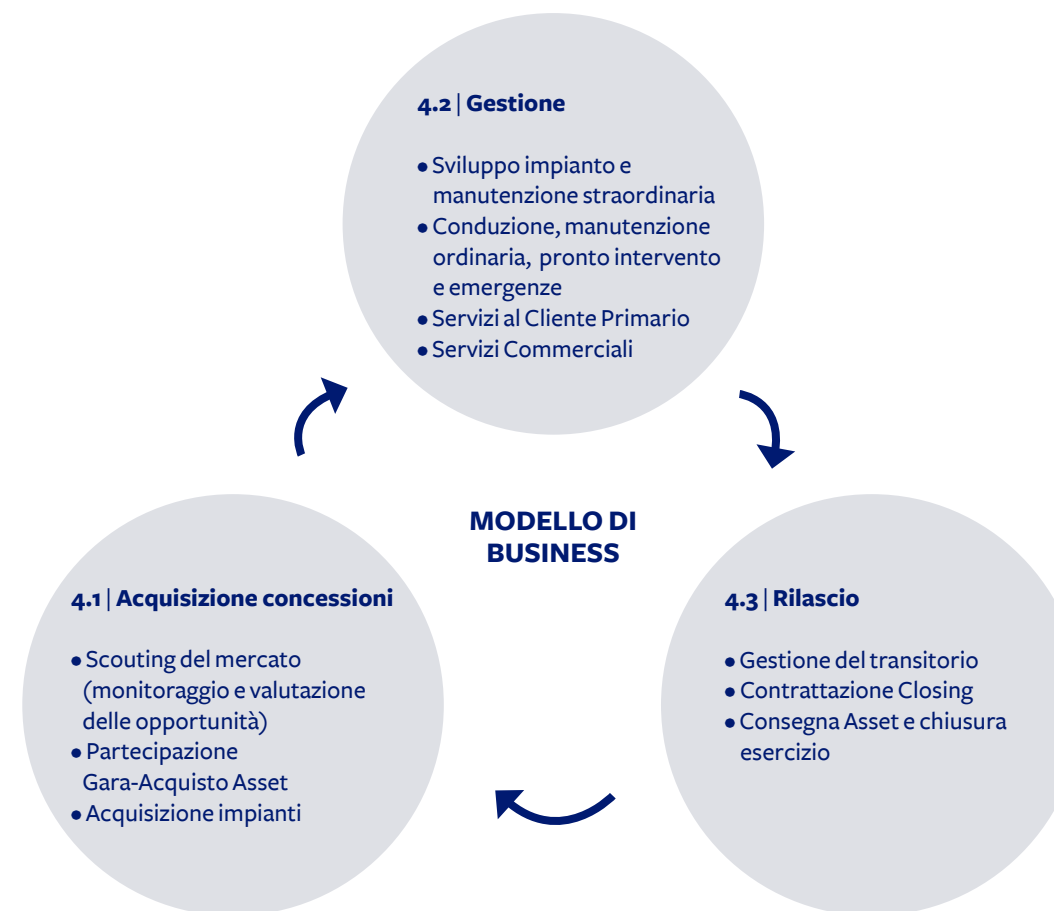 4.2 | Gestione
• Sviluppo impianto e
manutenzione straordinaria
• Conduzione, manutenzione
ordinaria, pronto intervento
e emergenze
• Servizi al Cliente Primario
• Servizi Commerciali
MODELLO DI
BUSINESS
4.1 | Acquisizione concessioni
• Scouting del mercato
(monitoraggio e valutazione
delle opportunità)
• Partecipazione
Gara-Acquisto Asset
• Acquisizione impianti
4.3 | Rilascio
• Gestione del transitorio
• Contrattazione Closing
• Consegna Asset e chiusura
esercizio